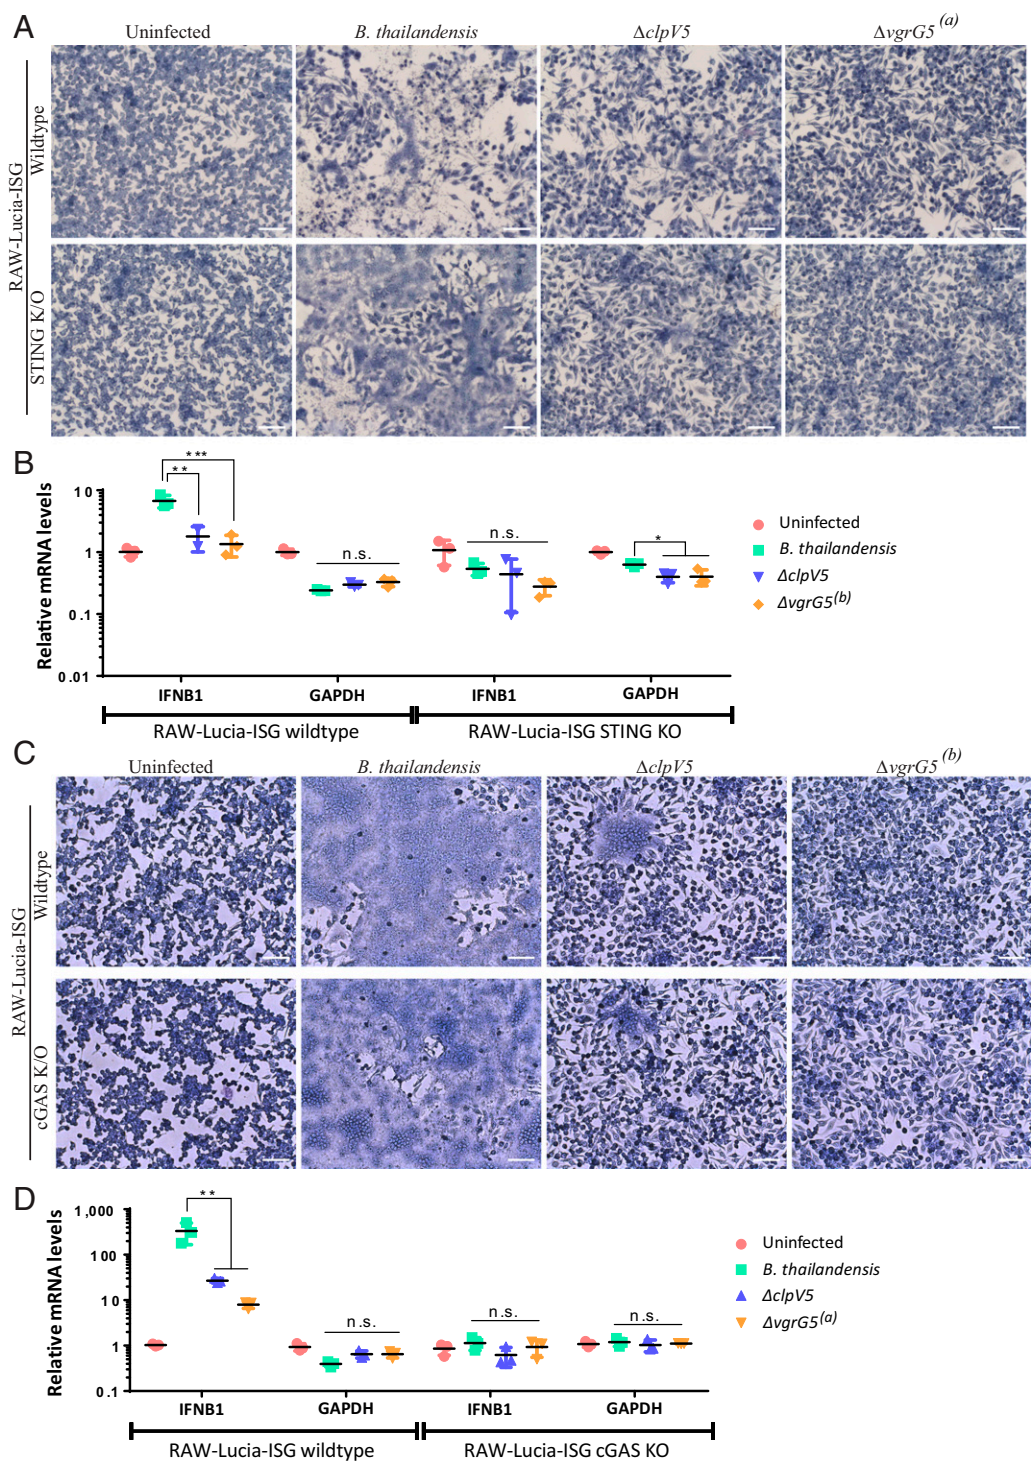 A
Uninfected B. thailandensis ΔclpV5 ΔvgrG5 (a)
RAW-Lucia-ISG
Wildtype
STING K/O
B
Relative mRNA levels
10
1
0.1
0.01
***
**
n.s.
n.s.
*
IFNB1 GAPDH IFNB1 GAPDH
RAW-Lucia-ISG wildtype RAW-Lucia-ISG STING KO
Uninfected
B. thailandensis
ΔclpV5
ΔvgrG5(b)
C
Uninfected B. thailandensis ΔclpV5 ΔvgrG5 (b)
RAW-Lucia-ISG
Wildtype
cGAS K/O
D
Relative mRNA levels
1,000
100
10
1
0.1
**
n.s.
n.s.
n.s.
IFNB1 GAPDH IFNB1 GAPDH
RAW-Lucia-ISG wildtype RAW-Lucia-ISG cGAS KO
Uninfected
B. thailandensis
ΔclpV5
ΔvgrG5(a)